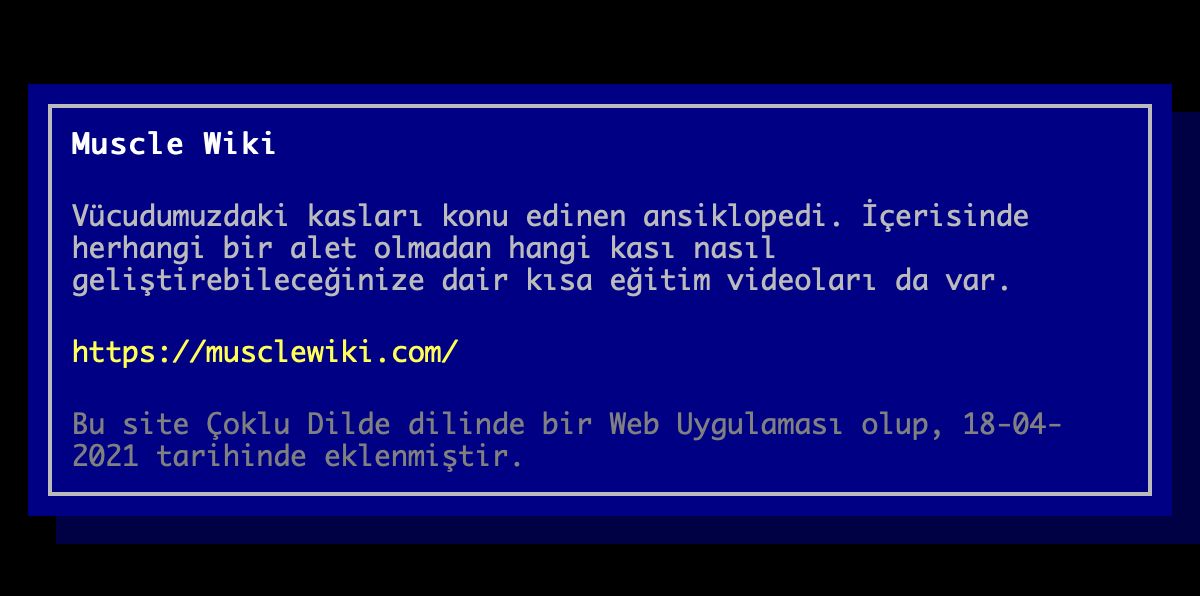 Muscle Wiki
Vücudumuzdaki kasları konu edinen ansiklopedi. İçerisinde
herhangi bir alet olmadan hangi kası nasıl
geliştirebileceğinize dair kısa eğitim videoları da var.
https://musclewiki.com/
Bu site Çoklu Dilde dilinde bir Web Uygulaması olup, 18-04-
2021 tarihinde eklenmiştir.